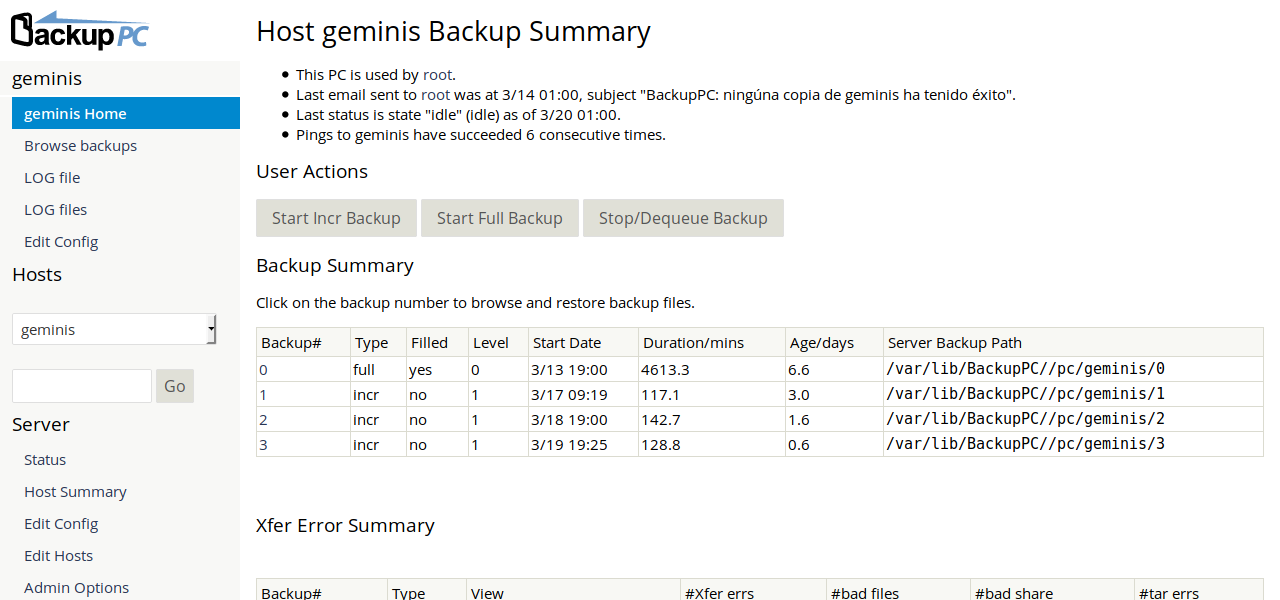 BackupPC
geminis
geminis Home
Browse backups
LOG file
LOG files
Edit Config
Hosts
geminis
Go
Server
Status
Host Summary
Edit Config
Edit Hosts
Admin Options
Host geminis Backup Summary
This PC is used by root.
Last email sent to root was at 3/14 01:00, subject "BackupPC: ningúna copia de geminis ha tenido éxito".
Last status is state "idle" (idle) as of 3/20 01:00.
Pings to geminis have succeeded 6 consecutive times.
User Actions
Start Incr Backup Start Full Backup Stop/Dequeue Backup
Backup Summary
Click on the backup number to browse and restore backup files.
Backup# Type Filled Level Start Date Duration/mins Age/days Server Backup Path
0 full yes 0 3/13 19:00 4613.3 6.6 /var/lib/BackupPC//pc/geminis/0
1 incr no 1 3/17 09:19 117.1 3.0 /var/lib/BackupPC//pc/geminis/1
2 incr no 1 3/18 19:00 142.7 1.6 /var/lib/BackupPC//pc/geminis/2
3 incr no 1 3/19 19:25 128.8 0.6 /var/lib/BackupPC//pc/geminis/3
Xfer Error Summary
Backup# Type View #Xfer errs #bad files #bad share #tar errs